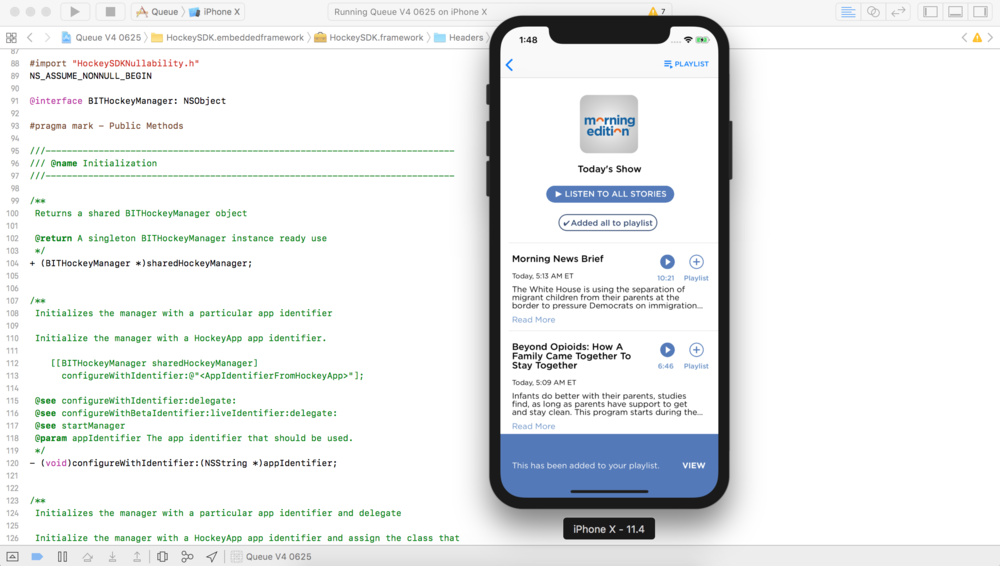 Queue
iPhone X
Running Queue V4 0625 on iPhone X
7
Queue V4 0625
HockeySDK.embeddedframework
HockeySDK.framework
Headers
87
88 #import "HockeySDKNullability.h"
89 NS_ASSUME_NONNULL_BEGIN
90
91 @interface BITHockeyManager: NSObject
92
93 #pragma mark - Public Methods
94
95 ///----------------------------------------------------------------------------
96 /// @name Initialization
97 ///----------------------------------------------------------------------------
98
99 /**
100 Returns a shared BITHockeyManager object
101
102 @return A singleton BITHockeyManager instance ready use
103 */
104 + (BITHockeyManager *)sharedHockeyManager;
105
106
107 /**
108 Initializes the manager with a particular app identifier
109
110 Initialize the manager with a HockeyApp app identifier.
111
112 [[BITHockeyManager sharedHockeyManager]
113 configureWithIdentifier:@"<AppIdentifierFromHockeyApp>"];
114
115 @see configureWithIdentifier:delegate:
116 @see configureWithBetaIdentifier:liveIdentifier:delegate:
117 @see startManager
118 @param appIdentifier The app identifier that should be used.
119 */
120 - (void)configureWithIdentifier:(NSString *)appIdentifier;
121
122
123 /**
124 Initializes the manager with a particular app identifier and delegate
125
126 Initialize the manager with a HockeyApp app identifier and assign the class that
Queue V4 0625
1:48
PLAYLIST
morning
edition
Today's Show
LISTEN TO ALL STORIES
✓Added all to playlist
Morning News Brief
Today, 5:13 AM ET
10:21
Playlist
The White House is using the separation of
migrant children from their parents at the
border to pressure Democrats on immigration...
Read More
Beyond Opioids: How A
Family Came Together To
Stay Together
6:46
Playlist
Today, 5:09 AM ET
Infants do better with their parents, studies
find, as long as parents have support to get
and stay clean. This program starts during the...
Read More
This has been added to your playlist.
VIEW
iPhone X - 11.4